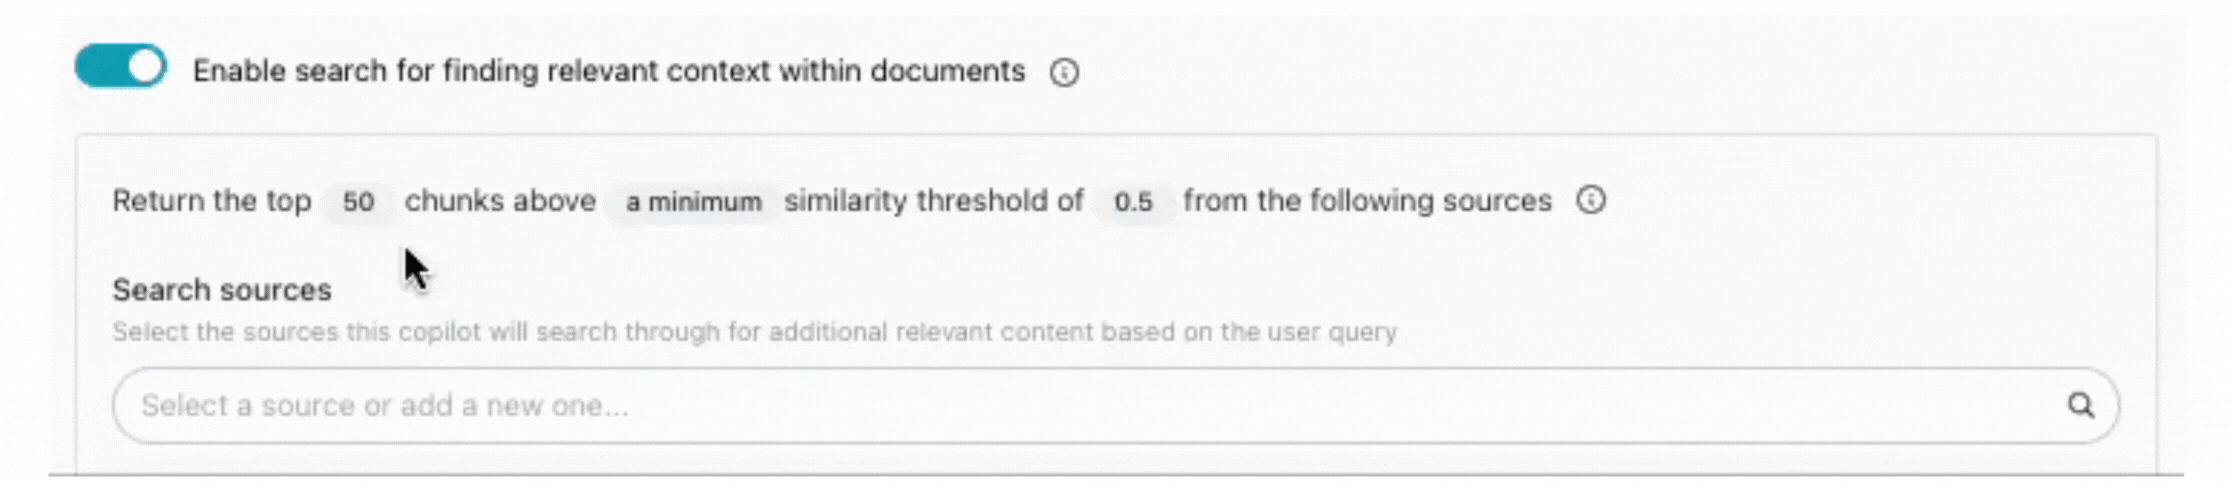 Enable search for finding relevant context within documents
Return the top 50 chunks above a minimum similarity threshold of 0.5 from the following sources
Search sources
Select the sources this copilot will search through for additional relevant content based on the user query
Select a source or add a new one...